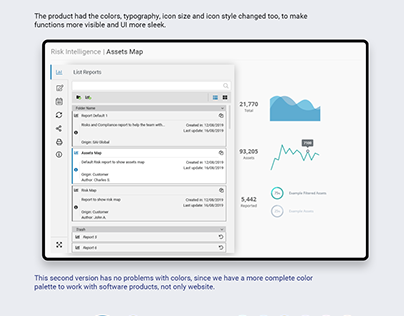 The product had the colors, typography, icon size and icon style changed too, to make
functions more visible and UI more sleek.
Risk Intelligence | Assets Map
List Reports
Folder Name
Report Default 1
Risks and Compliance report to help the team with...
Created in: 12/08/2019
Last update: 16/08/2019
Origin: Site Global
Assets Map
Default Risk report to show assets map
Created in: 12/08/2019
Last update: 16/08/2019
Origin: Customer
Author: Charles S
Risk Map
Report to show risk map
Created in: 12/08/2019
Last update: 16/08/2019
Origin: Customer
Author: John A
Trash
Report 3
Report 6
21,770
Total
93,205
Assets
5,442
Reported
Example Filtered Assets
Example Assets
This second version has no problems with colors, since we have a more complete color
palette to work with software products, not only website.